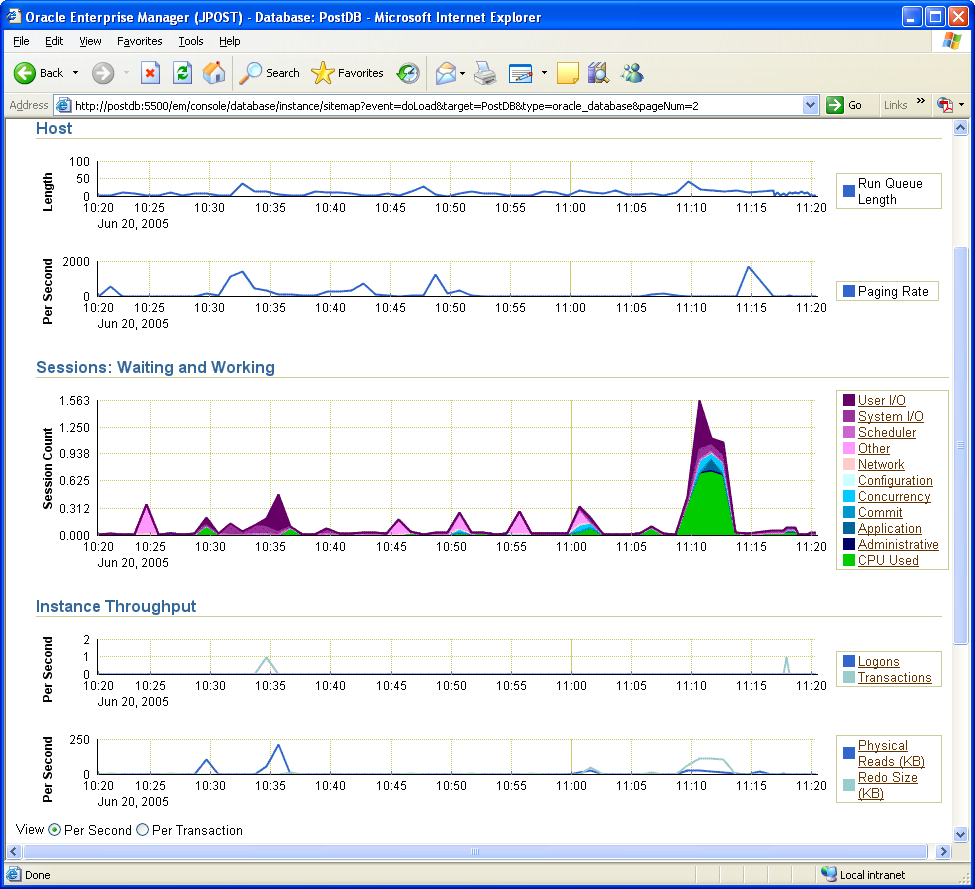 Oracle Enterprise Manager (JPOST) - Database: PostDB - Microsoft Internet Explorer
File Edit View Favorites Tools Help
Back Search Favorites
Address http://postdb:5500/em/console/database/instance/sitemap?event=doLoad&target=PostDB&type=oracle_database&pageNum=2 Go Links »
Host
Length
100
50
0
10:20 10:25 10:30 10:35 10:40 10:45 10:50 10:55 11:00 11:05 11:10 11:15 11:20
Jun 20, 2005
Run Queue
Length
Per Second
2000
0
10:20 10:25 10:30 10:35 10:40 10:45 10:50 10:55 11:00 11:05 11:10 11:15 11:20
Jun 20, 2005
Paging Rate
Sessions: Waiting and Working
Session Count
1.563
1.250
0.938
0.625
0.312
0.000
10:20 10:25 10:30 10:35 10:40 10:45 10:50 10:55 11:00 11:05 11:10 11:15 11:20
Jun 20, 2005
User I/O
System I/O
Scheduler
Other
Network
Configuration
Concurrency
Commit
Application
Administrative
CPU Used
Instance Throughput
Per Second
2
1
0
10:20 10:25 10:30 10:35 10:40 10:45 10:50 10:55 11:00 11:05 11:10 11:15 11:20
Jun 20, 2005
Logons
Transactions
Per Second
250
0
10:20 10:25 10:30 10:35 10:40 10:45 10:50 10:55 11:00 11:05 11:10 11:15 11:20
Jun 20, 2005
Physical
Reads (KB)
Redo Size
(KB)
View Per Second Per Transaction
Done Local intranet